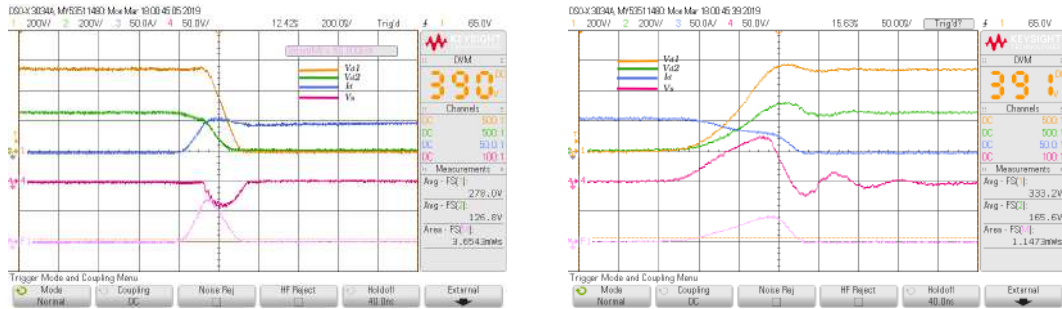 DSO-X 3034A, MY53511480: Mon Mar 18 00:45:05 2019
1 200V/ 2 200V/ 3 50.0A/ 4 50.0V/ 12.42% 200.0%/ Trig'd 65.0V
KEYSIGHT
DVM
Vd1
Vd2
Id
Vs
390
DC
Channels
DC 500:1
DC 500:1
DC 50.0:1
DC 100:1
Measurements
Avg - FS(1):
278.0V
Avg - FS(2):
126.8V
Area - FS(M):
3.6543mWs
Trigger Mode and Coupling Menu
Mode Normal
Coupling DC
Noise Rej
HF Reject
Holdoff 40.0ns
External
DSO-X 3034A, MY53511480: Mon Mar 18 00:45:39 2019
1 200V/ 2 200V/ 3 50.0A/ 4 50.0V/ 15.63% 50.00%/ Trig'd? 65.0V
DVM
Vd1
Vd2
Id
Vs
391
DC
Channels
DC 500:1
DC 500:1
DC 50.0:1
DC 100:1
Measurements
Avg - FS(1):
333.2V
Avg - FS(2):
165.6V
Area - FS(M):
1.1473mWs
Trigger Mode and Coupling Menu
Mode Normal
Coupling DC
Noise Rej
HF Reject
Holdoff 40.0ns
External